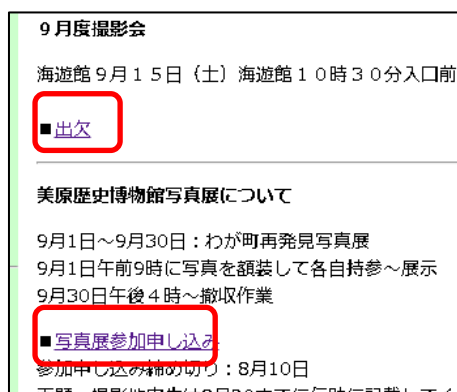 ９月度撮影会
海遊館９月１５日（土）海遊館１０時３０分入口前
■出欠
美原歴史博物館写真展について
9月1日～9月30日：わが町再発見写真展
9月1日午前9時に写真を額装して各自持参～展示
9月30日午後４時～撤収作業
■写真展参加申し込み
参加申し込み締め切り：8月10日